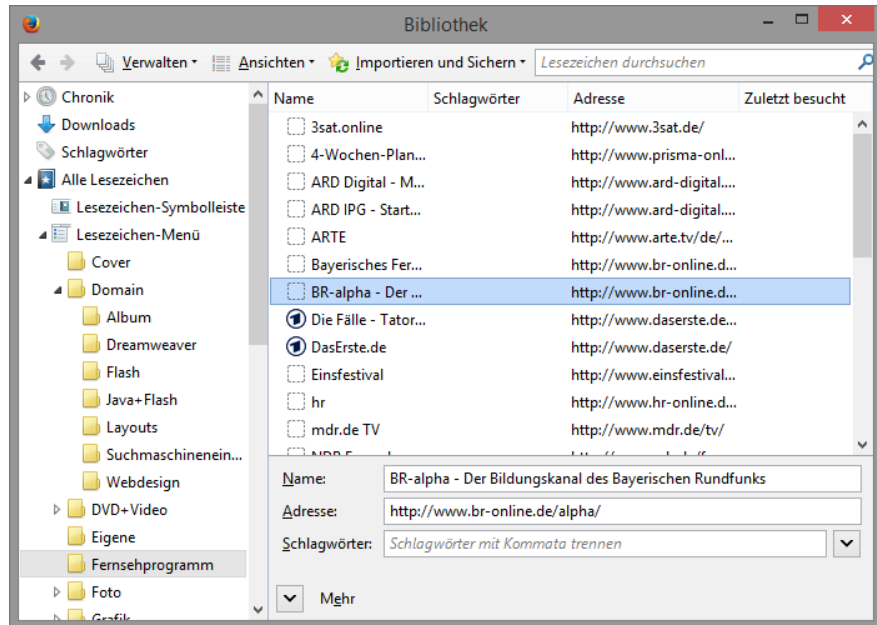 Bibliothek
Verwalten Ansichten Importieren und Sichern Lesezeichen durchsuchen
Chronik
Downloads
Schlagwörter
Alle Lesezeichen
Lesezeichen-Symbolleiste
Lesezeichen-Menü
Cover
Domain
Album
Dreamweaver
Flash
Java+Flash
Layouts
Suchmaschinenein...
Webdesign
DVD+Video
Eigene
Fernsehprogramm
Foto
Grafik
Name Schlagwörter Adresse Zuletzt besucht
3sat.online http://www.3sat.de/
4-Wochen-Plan... http://www.prisma-onl...
ARD Digital - M... http://www.ard-digital....
ARD IPG - Start... http://www.ard-digital....
ARTE http://www.arte.tv/de/...
Bayerisches Fer... http://www.br-online.d...
BR-alpha - Der ... http://www.br-online.d...
Die Fälle - Tator... http://www.daserste.de...
DasErste.de http://www.daserste.de/
Einsfestival http://www.einsfestival...
hr http://www.hr-online.d...
mdr.de TV http://www.mdr.de/tv/
Name: BR-alpha - Der Bildungskanal des Bayerischen Rundfunks
Adresse: http://www.br-online.de/alpha/
Schlagwörter: Schlagwörter mit Kommata trennen
Mehr